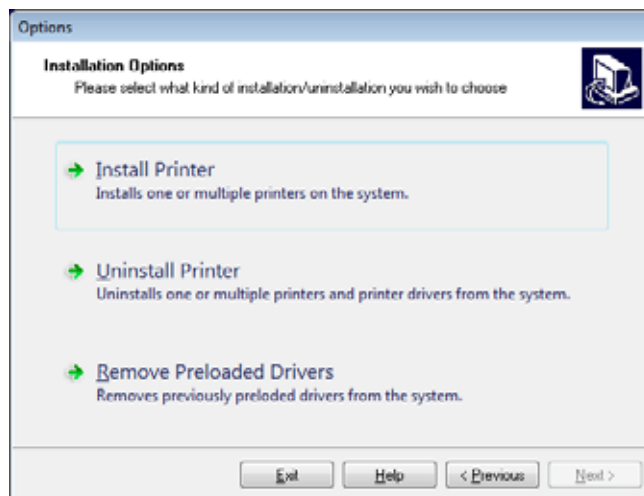 Options
Installation Options
Please select what kind of installation/uninstallation you wish to choose
Install Printer
Installs one or multiple printers on the system.
Uninstall Printer
Uninstalls one or multiple printers and printer drivers from the system.
Remove Preloaded Drivers
Removes previously preloded drivers from the system.
Exit Help < Previous Next >